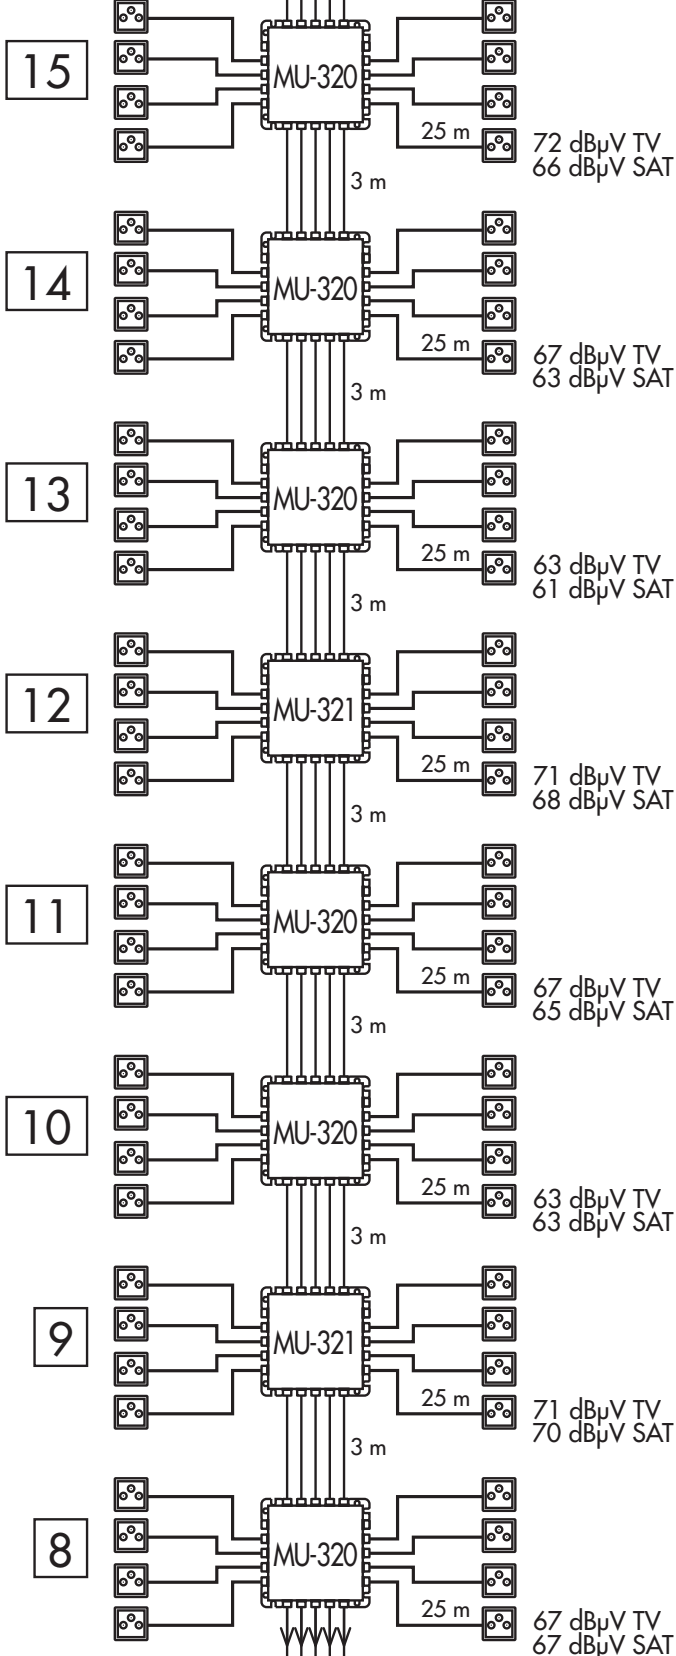 15
MU-320
25 m
72 dBµV TV
66 dBµV SAT
3 m
14
MU-320
25 m
67 dBµV TV
63 dBµV SAT
3 m
13
MU-320
25 m
63 dBµV TV
61 dBµV SAT
3 m
12
MU-321
25 m
71 dBµV TV
68 dBµV SAT
3 m
11
MU-320
25 m
67 dBµV TV
65 dBµV SAT
3 m
10
MU-320
25 m
63 dBµV TV
63 dBµV SAT
3 m
9
MU-321
25 m
71 dBµV TV
70 dBµV SAT
3 m
8
MU-320
25 m
67 dBµV TV
67 dBµV SAT